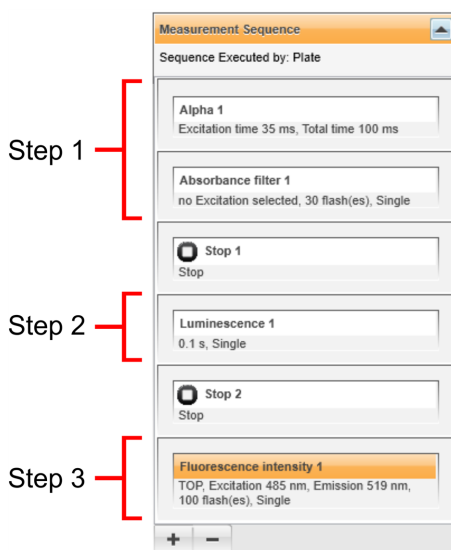 Measurement Sequence
Sequence Executed by: Plate
Step 1
Alpha 1
Excitation time 35 ms, Total time 100 ms
Absorbance filter 1
no Excitation selected, 30 flash(es), Single
Stop 1
Stop
Step 2
Luminescence 1
0.1 s, Single
Stop 2
Stop
Step 3
Fluorescence intensity 1
TOP, Excitation 485 nm, Emission 519 nm,
100 flash(es), Single